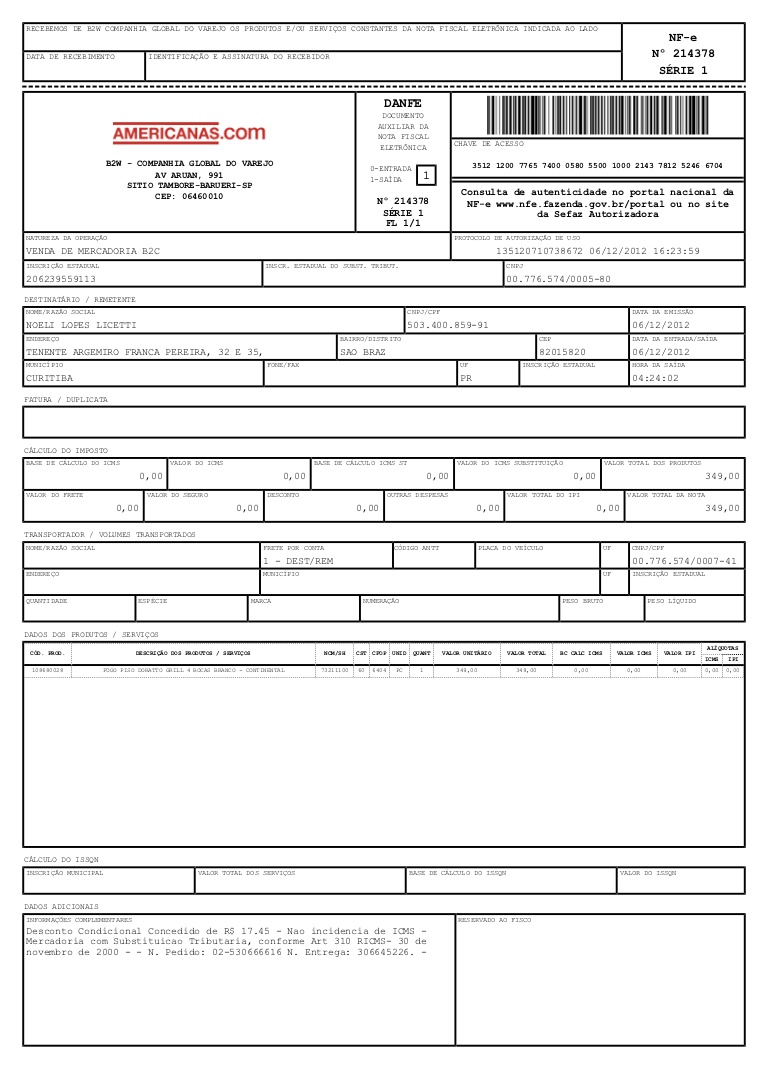 RECEBEMOS DE B2W COMPANHIA GLOBAL DO VAREJO OS PRODUTOS E/OU SERVIÇOS CONSTANTES DA NOTA FISCAL ELETRÔNICA INDICADA AO LADO
DATA DE RECEBIMENTO
IDENTIFICAÇÃO E ASSINATURA DO RECEBEDOR
NF-e
Nº 214378
SÉRIE 1
AMERICANAS.com
B2W - COMPANHIA GLOBAL DO VAREJO
AV ARUAN, 991
SITIO TAMBORE-BARUERI-SP
CEP: 06460010
DANFE
DOCUMENTO
AUXILIAR DA
NOTA FISCAL
ELETRÔNICA
0-ENTRADA
1-SAÍDA
1
Nº 214378
SÉRIE 1
FL 1/1
CHAVE DE ACESSO
3512 1200 7765 7400 0580 5500 1000 2143 7812 5246 6704
Consulta de autenticidade no portal nacional da
NF-e www.nfe.fazenda.gov.br/portal ou no site
da Sefaz Autorizadora
NATUREZA DA OPERAÇÃO
VENDA DE MERCADORIA B2C
PROTOCOLO DE AUTORIZAÇÃO DE USO
135120710738672 06/12/2012 16:23:59
INSCRIÇÃO ESTADUAL
206239559113
INSCR. ESTADUAL DO SUBST. TRIBUT.
CNPJ
00.776.574/0005-80
DESTINATÁRIO / REMETENTE
NOME/RAZÃO SOCIAL
NOELI LOPES LICETTI
CNPJ/CPF
503.400.859-91
DATA DA EMISSÃO
06/12/2012
ENDEREÇO
TENENTE ARGEMIRO FRANCA PEREIRA, 32 E 35,
BAIRRO/DISTRITO
SAO BRAZ
CEP
82015820
DATA DA ENTRADA/SAÍDA
06/12/2012
MUNICÍPIO
CURITIBA
FONE/FAX
UF
PR
INSCRIÇÃO ESTADUAL
HORA DA SAÍDA
04:24:02
FATURA / DUPLICATA
CÁLCULO DO IMPOSTO
BASE DE CÁLCULO DO ICMS
0,00
VALOR DO ICMS
0,00
BASE DE CÁLCULO ICMS ST
0,00
VALOR DO ICMS SUBSTITUIÇÃO
0,00
VALOR TOTAL DOS PRODUTOS
349,00
VALOR DO FRETE
0,00
VALOR DO SEGURO
0,00
DESCONTO
0,00
OUTRAS DESPESAS
0,00
VALOR TOTAL DO IPI
0,00
VALOR TOTAL DA NOTA
349,00
TRANSPORTADOR / VOLUMES TRANSPORTADOS
NOME/RAZÃO SOCIAL
FRETE POR CONTA
1 - DEST/REM
CÓDIGO ANTT
PLACA DO VEÍCULO
UF
CNPJ/CPF
00.776.574/0007-41
ENDEREÇO
MUNICÍPIO
UF
INSCRIÇÃO ESTADUAL
QUANTIDADE
ESPÉCIE
MARCA
NUMERAÇÃO
PESO BRUTO
PESO LÍQUIDO
DADOS DOS PRODUTOS / SERVIÇOS
CÓD. PROD. DESCRIÇÃO DOS PRODUTOS / SERVIÇOS NCM/SH CST CFOP UNID QUANT VALOR UNITÁRIO VALOR TOTAL BC CALC ICMS VALOR ICMS VALOR IPI ALÍQUOTAS
ICMS IPI
108680028 FOGO PISO DORATTO GRILL 4 BOCAS BRANCO - CONTINENTAL 73211100 60 6404 PC 1 349,00 349,00 0,00 0,00 0,00 0,00 0,00
CÁLCULO DO ISSQN
INSCRIÇÃO MUNICIPAL
VALOR TOTAL DOS SERVIÇOS
BASE DE CÁLCULO DO ISSQN
VALOR DO ISSQN
DADOS ADICIONAIS
INFORMAÇÕES COMPLEMENTARES
Desconto Condicional Concedido de R$ 17.45 - Nao incidencia de ICMS -
Mercadoria com Substituicao Tributaria, conforme Art 310 RICMS- 30 de
novembro de 2000 - - N. Pedido: 02-530666616 N. Entrega: 306645226. -
RESERVADO AO FISCO